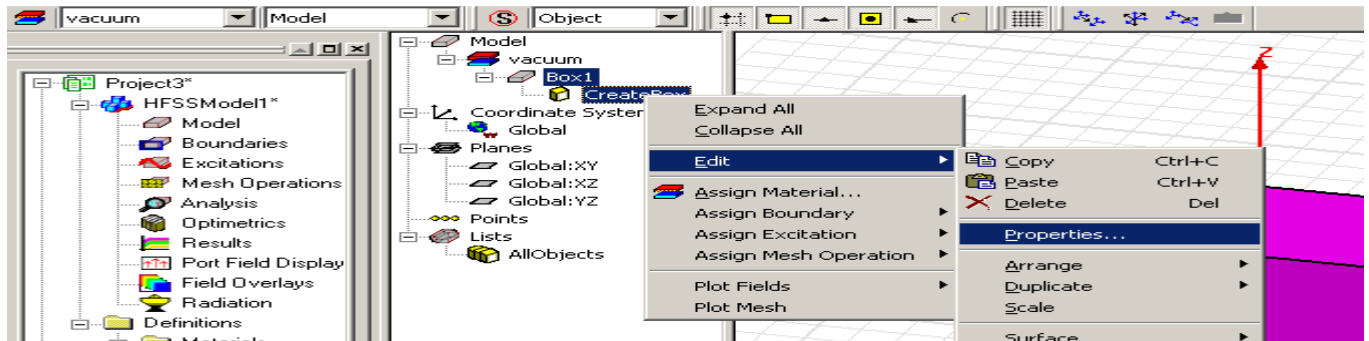 vacuum Model Object
Project3*
HFSSModel1*
Model
Boundaries
Excitations
Mesh Operations
Analysis
Optimetrics
Results
Port Field Display
Field Overlays
Radiation
Definitions
Materials
Model
vacuum
Box1
CreateBox
Coordinate System
Global
Planes
Global:XY
Global:XZ
Global:YZ
Points
Lists
AllObjects
Expand All
Collapse All
Edit
Assign Material...
Assign Boundary
Assign Excitation
Assign Mesh Operation
Plot Fields
Plot Mesh
Copy Ctrl+C
Paste Ctrl+V
Delete Del
Properties...
Arrange
Duplicate
Scale
Surface
Z